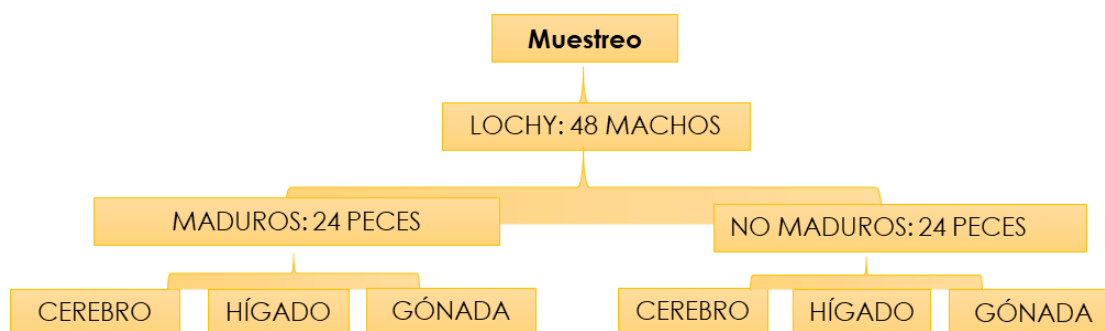 Muestreo
LOCHY: 48 MACHOS
MADUROS: 24 PECES
NO MADUROS: 24 PECES
CEREBRO
HÍGADO
GÓNADA
CEREBRO
HÍGADO
GÓNADA